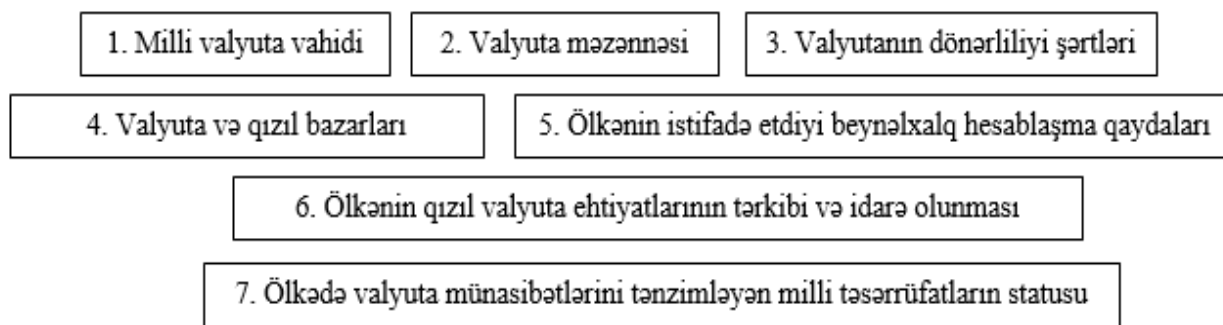 1. Milli valyuta vahidi
2. Valyuta məzənnəsi
3. Valyutanın dönərliliyi şərtləri
4. Valyuta və qızıl bazarları
5. Ölkənin istifadə etdiyi beynəlxalq hesablaşma qaydaları
6. Ölkənin qızıl valyuta ehtiyatlarının tərkibi və idarə olunması
7. Ölkədə valyuta münasibətlərini tənzimləyən milli təsərrüfatların statusu